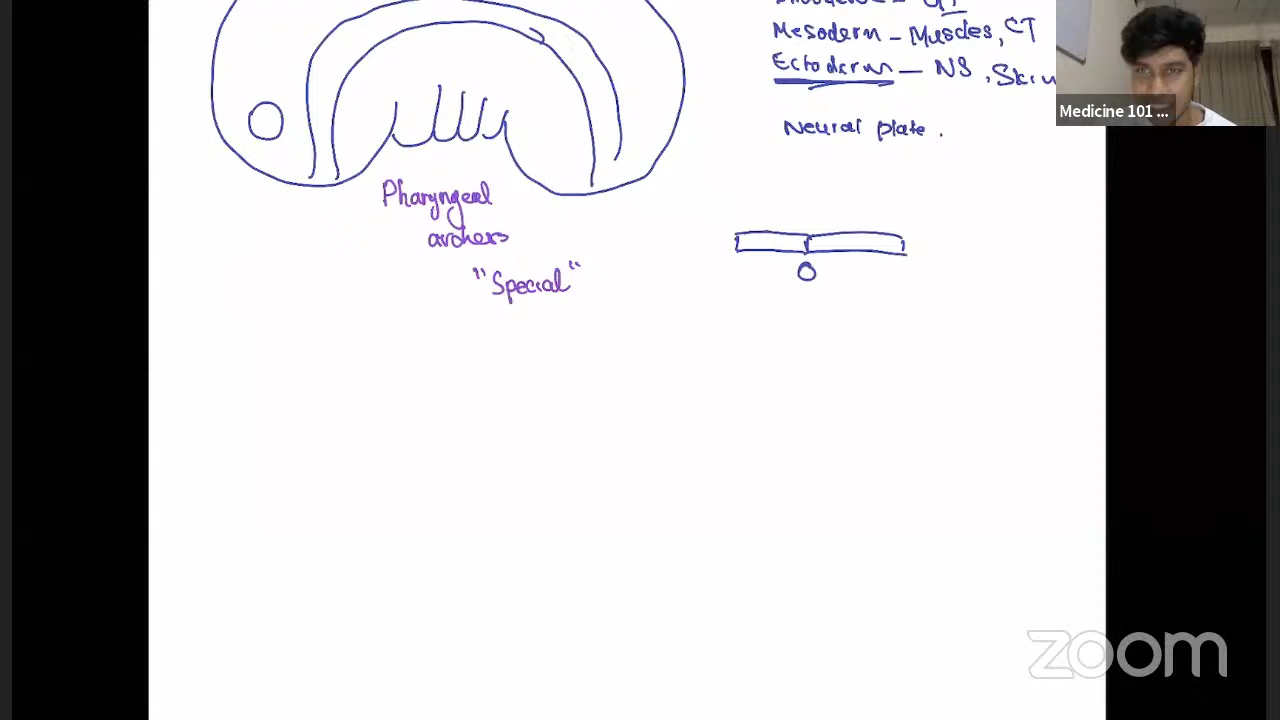 Mesoderm - Muscles, CT
Ectoderm - NS, Skin
Neural plate.
Medicine 101 ...
Pharyngeal
arches
"Special"
zoom